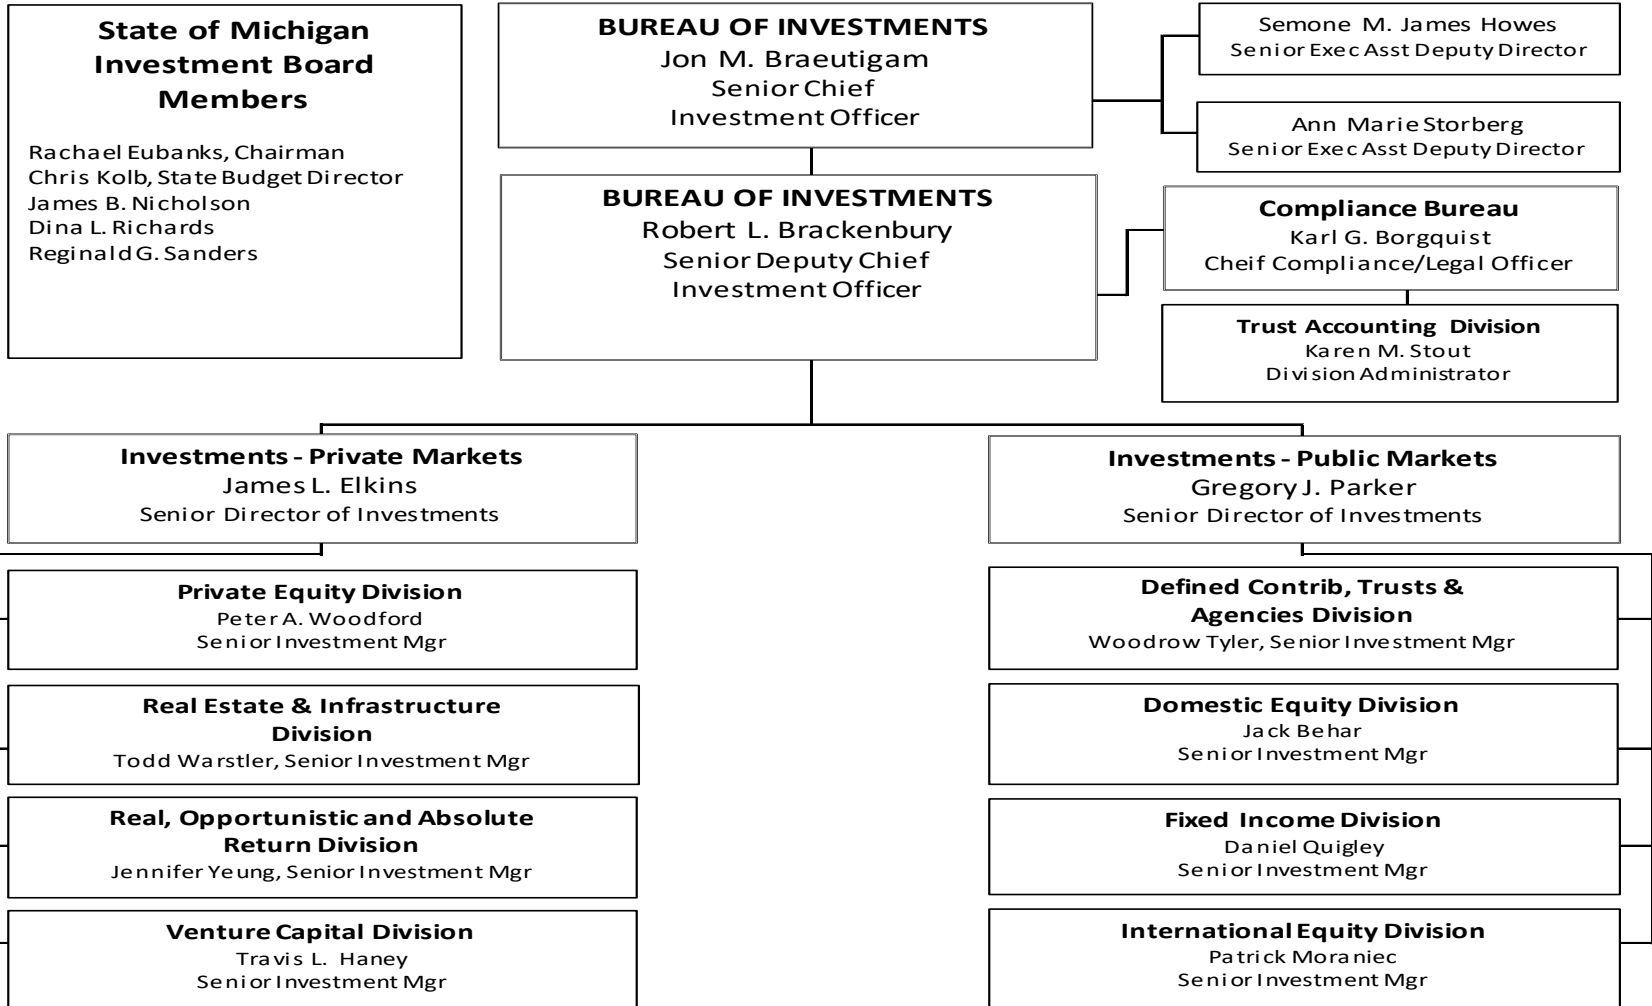 State of Michigan
Investment Board
Members
Rachael Eubanks, Chairman
Chris Kolb, State Budget Director
James B. Nicholson
Dina L. Richards
Reginald G. Sanders
BUREAU OF INVESTMENTS
Jon M. Braeutigam
Senior Chief
Investment Officer
Semone M. James Howes
Senior Exec Asst Deputy Director
Ann Marie Storberg
Senior Exec Asst Deputy Director
BUREAU OF INVESTMENTS
Robert L. Brackenbury
Senior Deputy Chief
Investment Officer
Compliance Bureau
Karl G. Borgquist
Cheif Compliance/Legal Officer
Trust Accounting Division
Karen M. Stout
Division Administrator
Investments - Private Markets
James L. Elkins
Senior Director of Investments
Private Equity Division
Peter A. Woodford
Senior Investment Mgr
Real Estate & Infrastructure
Division
Todd Warstler, Senior Investment Mgr
Real, Opportunistic and Absolute
Return Division
Jennifer Yeung, Senior Investment Mgr
Venture Capital Division
Travis L. Haney
Senior Investment Mgr
Investments - Public Markets
Gregory J. Parker
Senior Director of Investments
Defined Contrib, Trusts &
Agencies Division
Woodrow Tyler, Senior Investment Mgr
Domestic Equity Division
Jack Behar
Senior Investment Mgr
Fixed Income Division
Daniel Quigley
Senior Investment Mgr
International Equity Division
Patrick Moraniec
Senior Investment Mgr